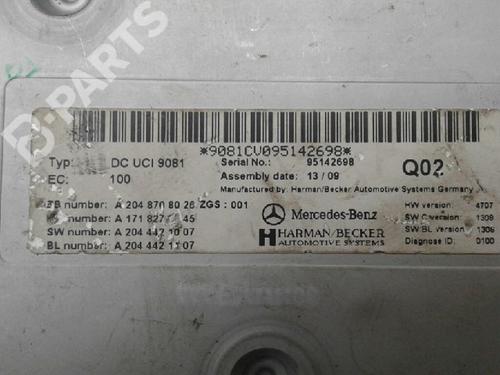 B-PARTS
*9081CV095142698*
Typ: DC UCI 9081
Serial No.: 95142698
Q02
EC: 100
Assembly date: 13 / 09
Manufactured by: Harman/Becker Automotive Systems Germany
number: A 204 870 80 26 ZGS : 001
number: A 171 827 45
SW number: A 204 442 10 07
BL number: A 204 442 11 07
Mercedes-Benz
HARMAN/BECKER
AUTOMOTIVE SYSTEMS
HW version: 4707
SW version: 1308
SW/BL version: 1306
Diagnose ID: 0100